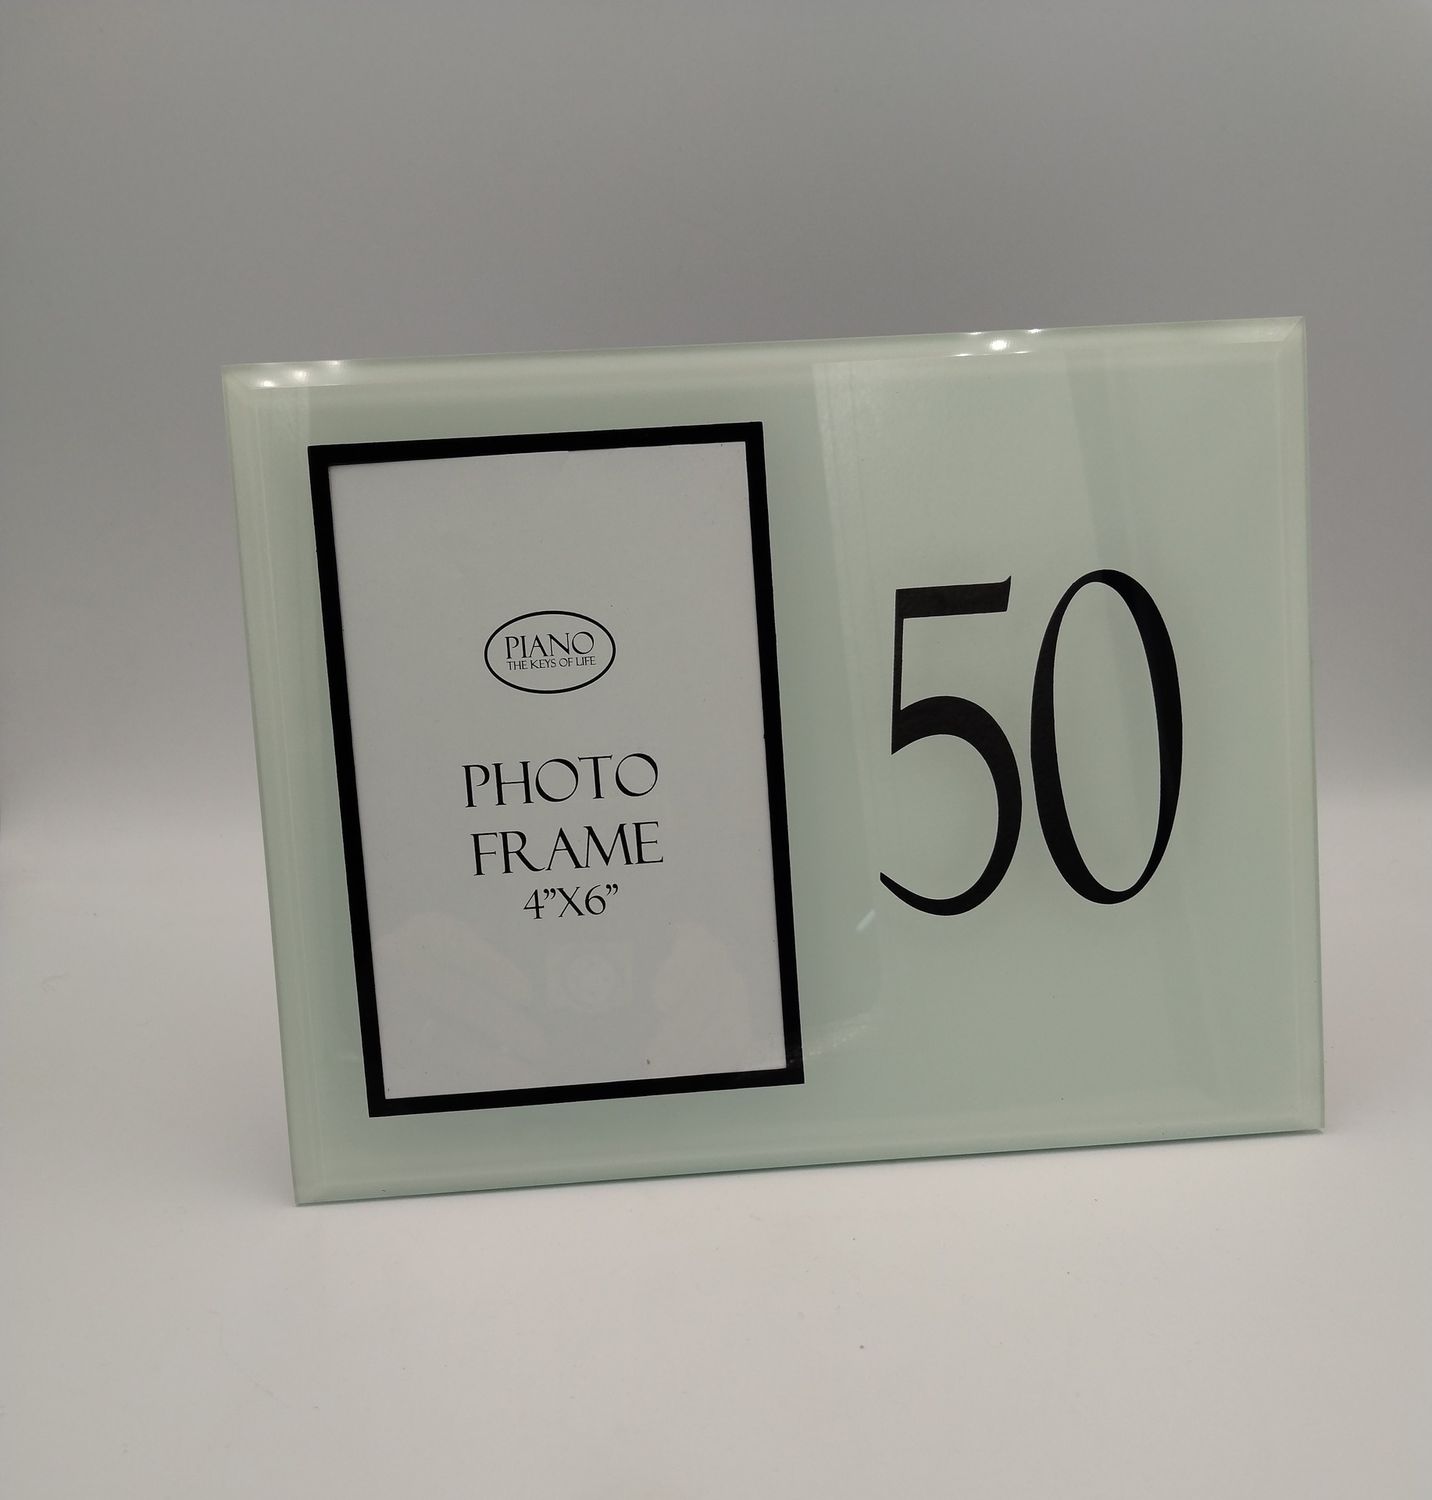 PIANO
THE KEYS OF LIFE
PHOTO
FRAME
4”X6”
50